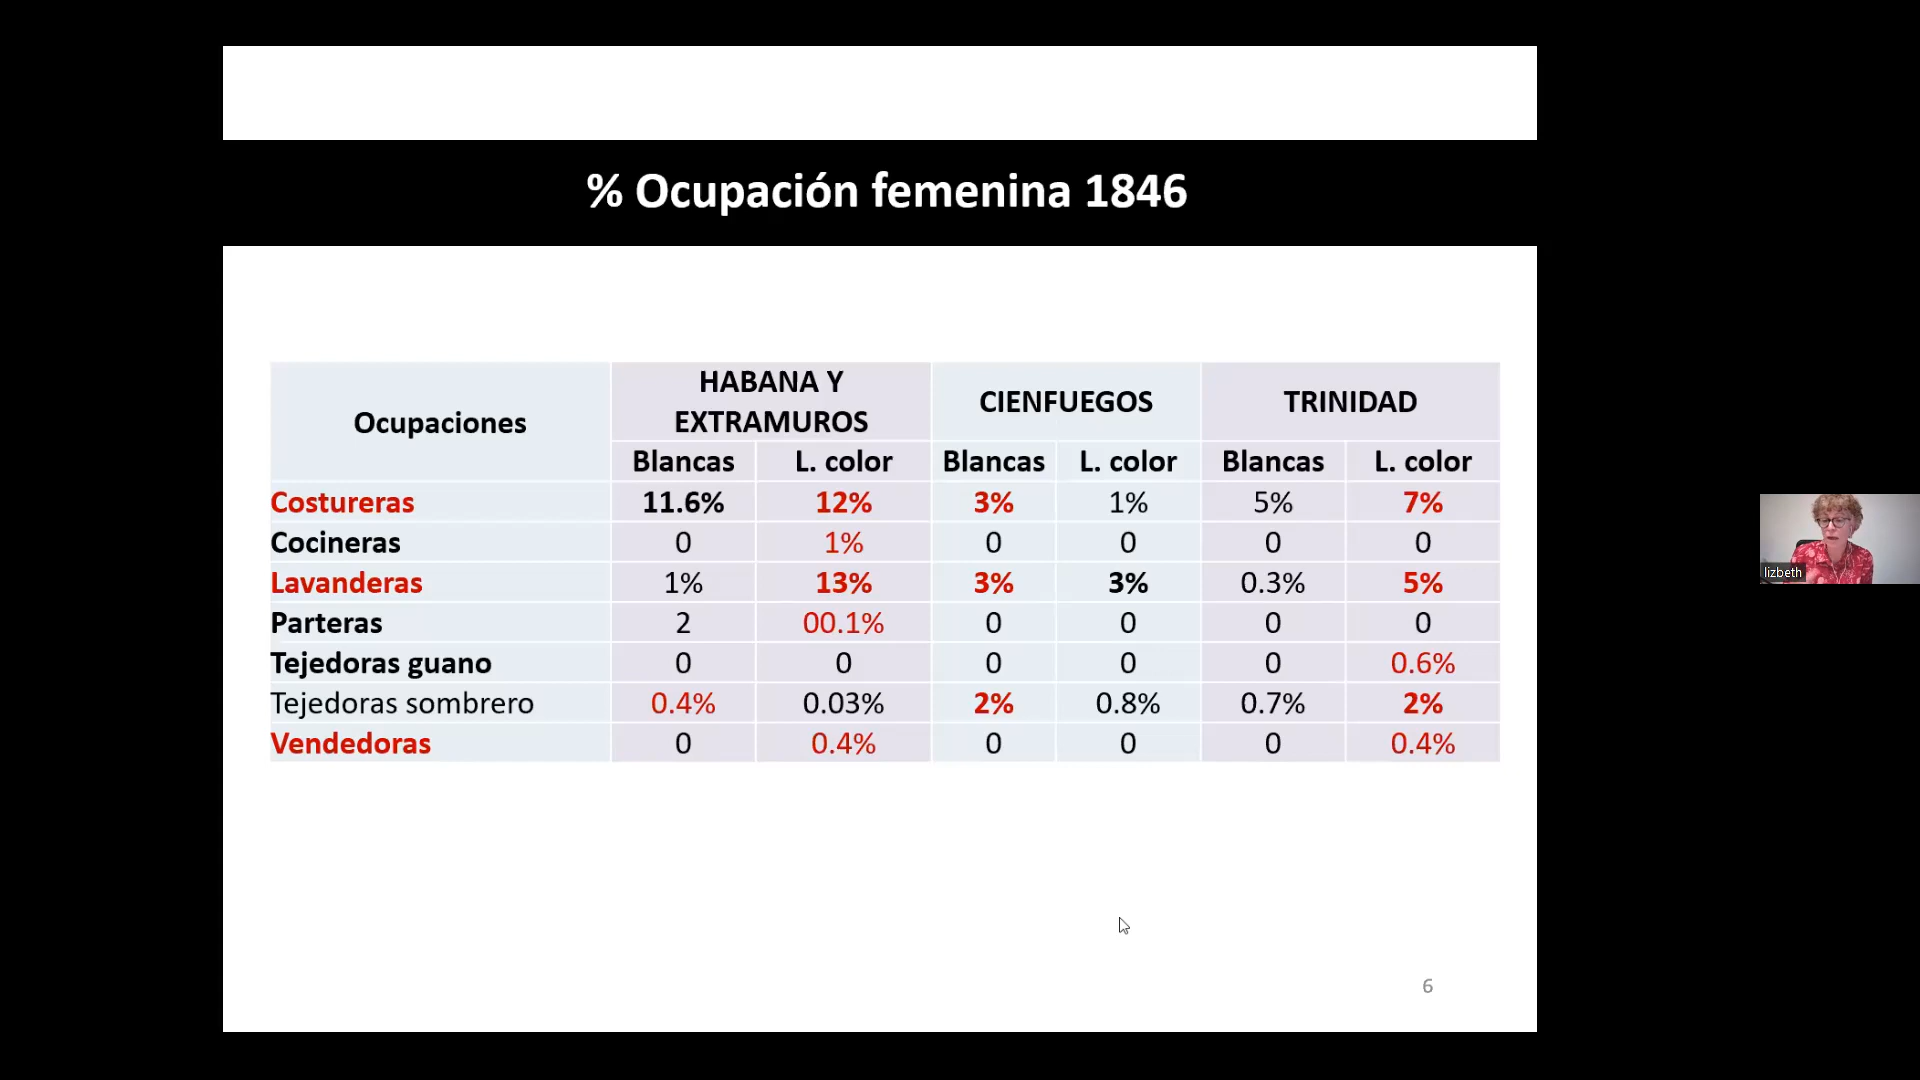 % Ocupación femenina 1846
Ocupaciones
HABANA Y
EXTRAMUROS
CIENFUEGOS
TRINIDAD
Blancas L. color Blancas L. color Blancas L. color
Costureras 11.6% 12% 3% 1% 5% 7%
Cocineras 0 1% 0 0 0 0
Lavanderas 1% 13% 3% 3% 0.3% 5%
Parteras 2 00.1% 0 0 0 0
Tejedoras guano 0 0 0 0 0 0.6%
Tejedoras sombrero 0.4% 0.03% 2% 0.8% 0.7% 2%
Vendedoras 0 0.4% 0 0 0 0.4%
6
lizbeth